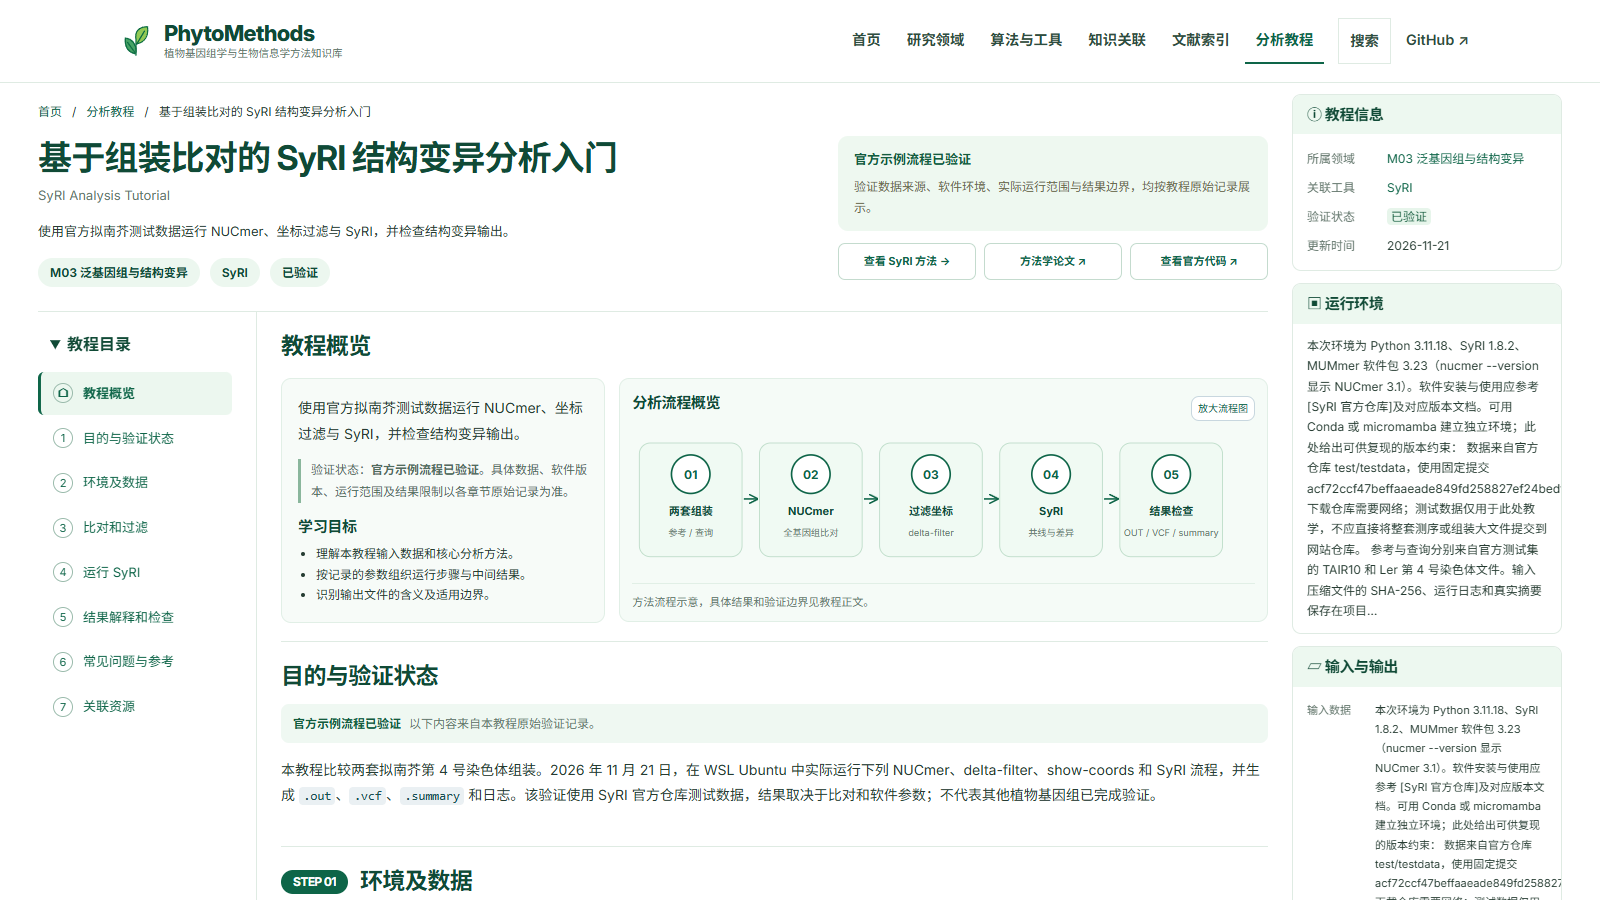 PhytoMethods
植物基因组学与生物信息学方法知识库
首页
研究领域
算法与工具
知识关联
文献索引
分析教程
搜索
GitHub ↗
首页 / 分析教程 / 基于组装比对的 SyRI 结构变异分析入门
基于组装比对的 SyRI 结构变异分析入门
SyRI Analysis Tutorial
使用官方拟南芥测试数据运行 NUCmer、坐标过滤与 SyRI，并检查结构变异输出。
M03 泛基因组与结构变异
SyRI
已验证
官方示例流程已验证
验证数据来源、软件环境、实际运行范围与结果边界，均按教程原始记录展
示。
查看 SyRI 方法 →
方法学论文 ↗
查看官方代码 ↗
▼ 教程目录
教程概览
1 目的与验证状态
2 环境及数据
3 比对和过滤
4 运行 SyRI
5 结果解释和检查
6 常见问题与参考
7 关联资源
教程概览
使用官方拟南芥测试数据运行 NUCmer、坐标
过滤与 SyRI，并检查结构变异输出。
验证状态：官方示例流程已验证。具体数据、软件版
本、运行范围及结果限制以各章节原始记录为准。
学习目标
• 理解本教程输入数据和核心分析方法。
• 按记录的参数组织运行步骤与中间结果。
• 识别输出文件的含义及适用边界。
分析流程概览
放大流程图
01
两套组装
参考 / 查询
02
NUCmer
全基因组比对
03
过滤坐标
delta-filter
04
SyRI
共线与差异
05
结果检查
OUT / VCF / summary
方法流程示意，具体结果和验证边界见教程正文。
目的与验证状态
官方示例流程已验证 以下内容来自本教程原始验证记录。
本教程比较两套拟南芥第 4 号染色体组装。2026 年 11 月 21 日，在 WSL Ubuntu 中实际运行下列 NUCmer、delta-filter、show-coords 和 SyRI 流程，并生
成 .out、.vcf、.summary 和日志。该验证使用 SyRI 官方仓库测试数据，结果取决于比对和软件参数；不代表其他植物基因组已完成验证。
STEP 01 环境及数据
ⓘ 教程信息
所属领域 M03 泛基因组与结构变异
关联工具 SyRI
验证状态 已验证
更新时间 2026-11-21
▣ 运行环境
本次环境为 Python 3.11.18、SyRI 1.8.2、
MUMmer 软件包 3.23（nucmer --version
显示 NUCmer 3.1）。软件安装与使用应参考
[SyRI 官方仓库]及对应版本文档。可用
Conda 或 micromamba 建立独立环境；此
处给出可供复现的版本约束： 数据来自官方
仓库 test/testdata，使用固定提交
acf72ccf47beffaaeade849fd258827ef24bed
下载仓库需要网络；测试数据仅用于此处教
学，不应直接将整套测序或组装大文件提交到
网站仓库。 参考与查询分别来自官方测试集
的 TAIR10 和 Ler 第 4 号染色体文件。输入
压缩文件的 SHA-256、运行日志和真实摘要
保存在项目...
▱ 输入与输出
输入数据
本次环境为 Python 3.11.18、SyRI
1.8.2、MUMmer 软件包 3.23
（nucmer --version 显示
NUCmer 3.1）。软件安装与使用应
参考 [SyRI 官方仓库]及对应版本文
档。可用 Conda 或 micromamba
建立独立环境；此处给出可供复现
的版本约束： 数据来自官方仓库
test/testdata，使用固定提交
acf72ccf47beffaaeade849fd258827